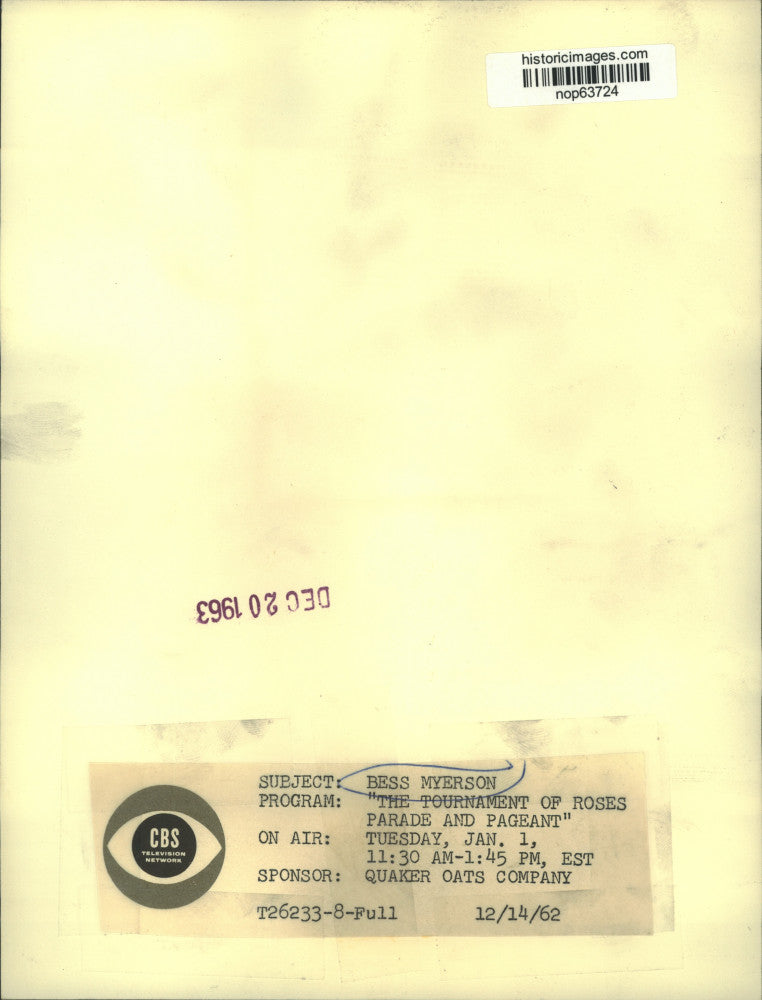 historicimages.com
nop63724
DEC 20 1963
CBS
TELEVISION
NETWORK
SUBJECT: BESS MYERSON
PROGRAM: "THE TOURNAMENT OF ROSES
PARADE AND PAGEANT"
ON AIR: TUESDAY, JAN. 1,
11:30 AM-1:45 PM, EST
SPONSOR: QUAKER OATS COMPANY
T26233-8-Full 12/14/62